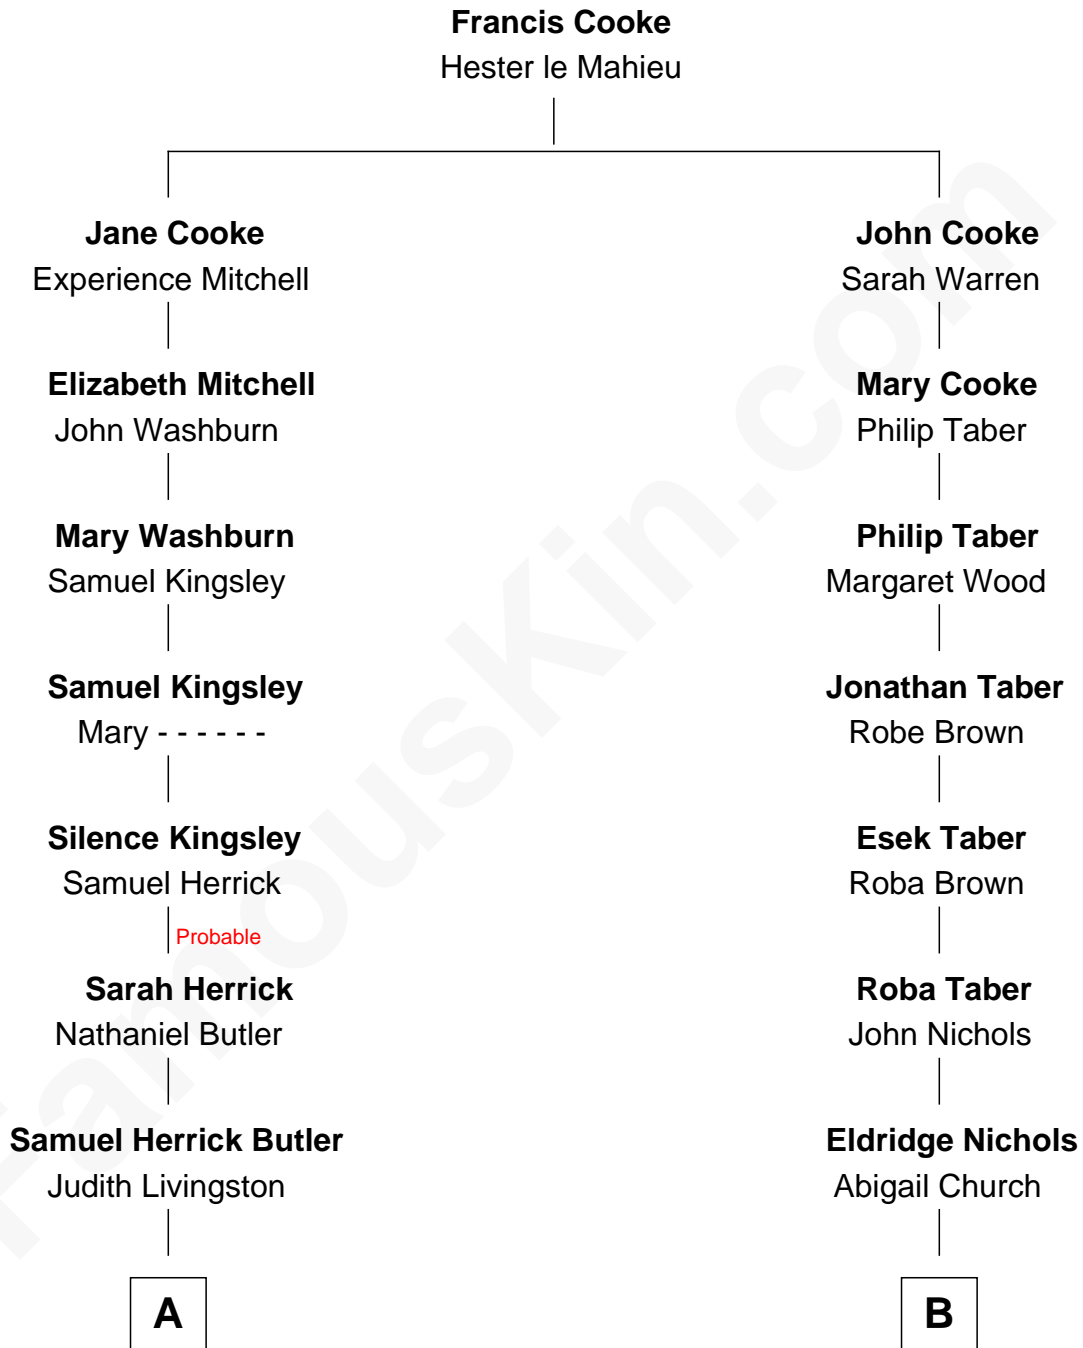 Francis Cooke
Hester le Mahieu
Jane Cooke
Experience Mitchell
John Cooke
Sarah Warren
Elizabeth Mitchell
John Washburn
Mary Cooke
Philip Taber
Mary Washburn
Samuel Kingsley
Philip Taber
Margaret Wood
Samuel Kingsley
Mary - - - - - -
Jonathan Taber
Robe Brown
Silence Kingsley
Samuel Herrick
Esek Taber
Roba Brown
Probable
Sarah Herrick
Nathaniel Butler
Roba Taber
John Nichols
Samuel Herrick Butler
Judith Livingston
Eldridge Nichols
Abigail Church
A
B
FamousKin.com